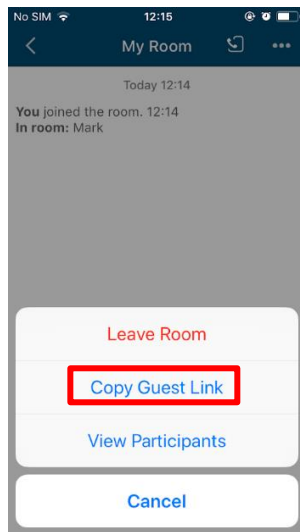 No SIM 12:15
My Room
Today 12:14
You joined the room. 12:14
In room: Mark
Leave Room
Copy Guest Link
View Participants
Cancel